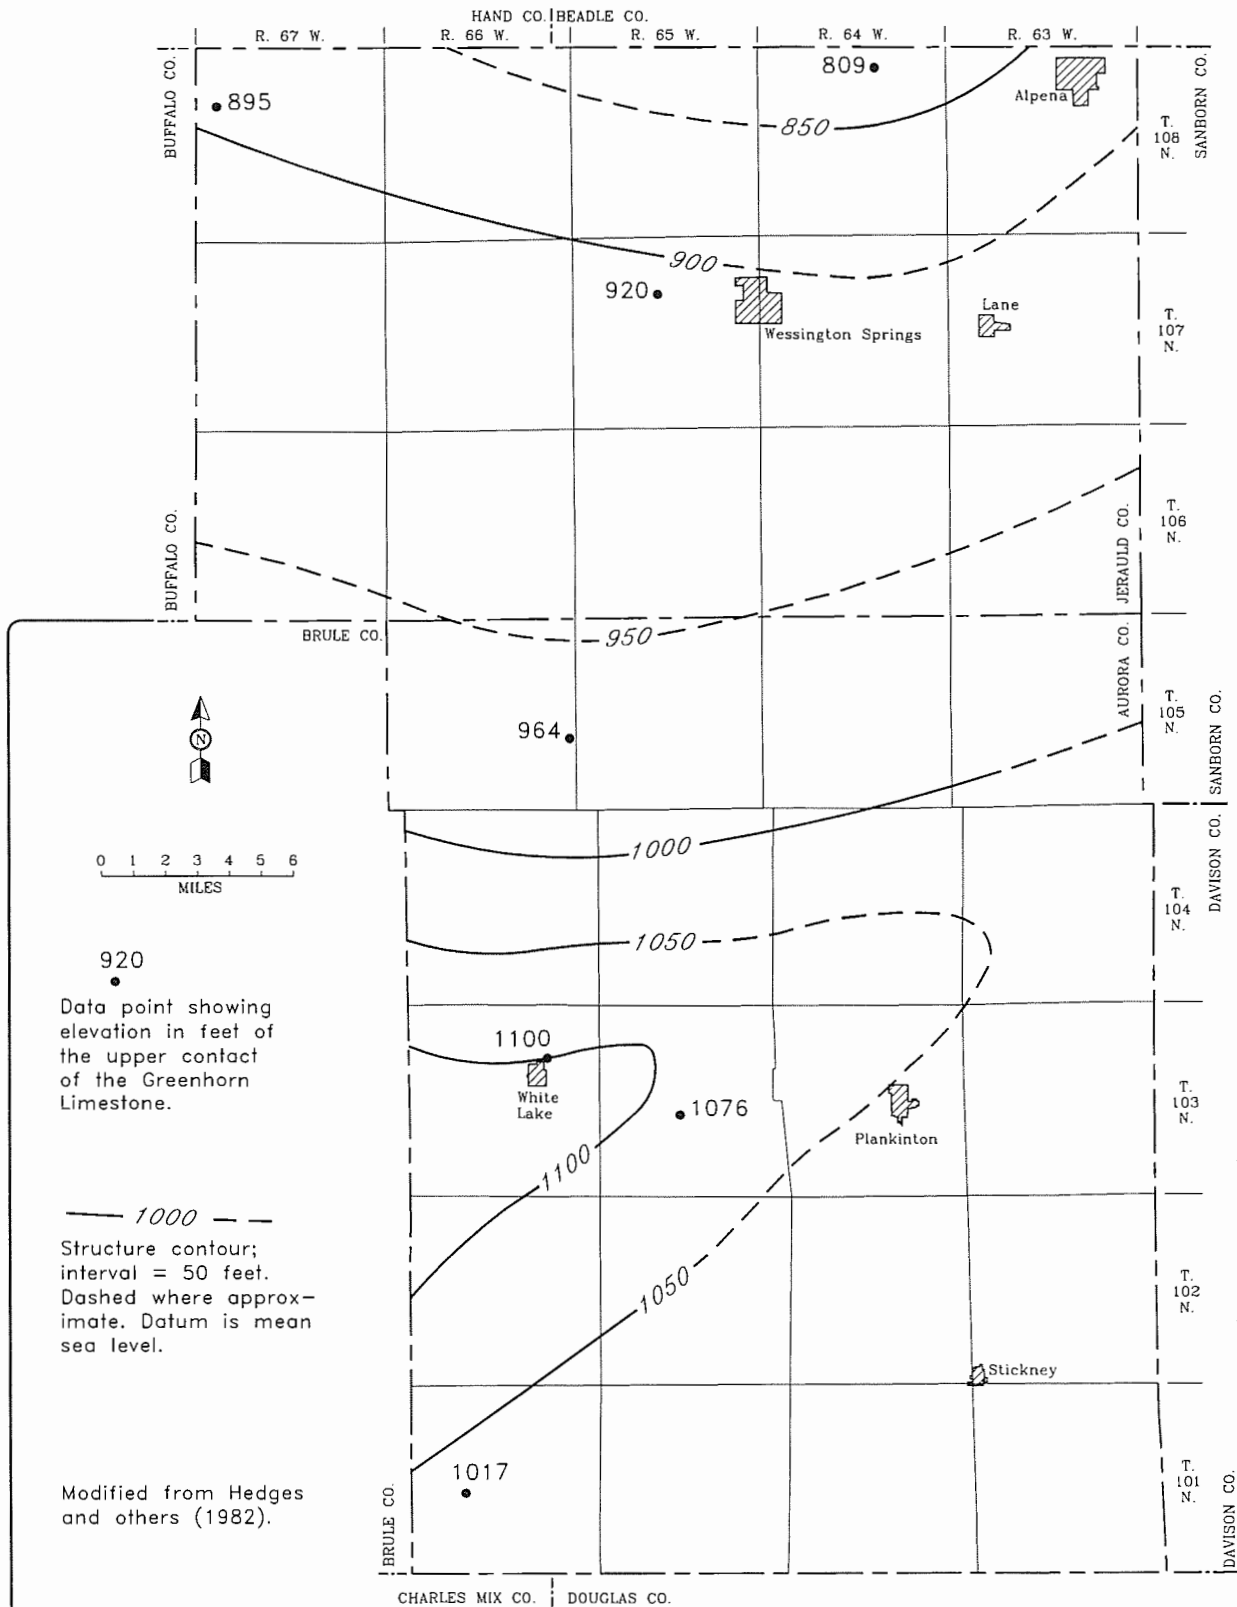 HAND CO. BEADLE CO.
R. 67 W. R. 66 W. R. 65 W. R. 64 W. R. 63 W.
BUFFALO CO.
895
809
Alpena
850
T. 108 N.
SANBORN CO.
900
920
Wessington Springs
Lane
T. 107 N.
BUFFALO CO.
T. 106 N.
JERAULD CO.
BRULE CO.
950
AURORA CO.
964
T. 105 N.
SANBORN CO.
N
0 1 2 3 4 5 6
MILES
1000
DAVISON CO.
T. 104 N.
1050
920
Data point showing
elevation in feet of
the upper contact
of the Greenhorn
Limestone.
1100
White
Lake
1076
Plankinton
T. 103 N.
1100
1000
Structure contour;
interval = 50 feet.
Dashed where approx-
imate. Datum is mean
sea level.
1050
T. 102 N.
Stickney
1017
T. 101 N.
Modified from Hedges
and others (1982).
BRULE CO.
DAVISON CO.
CHARLES MIX CO. DOUGLAS CO.